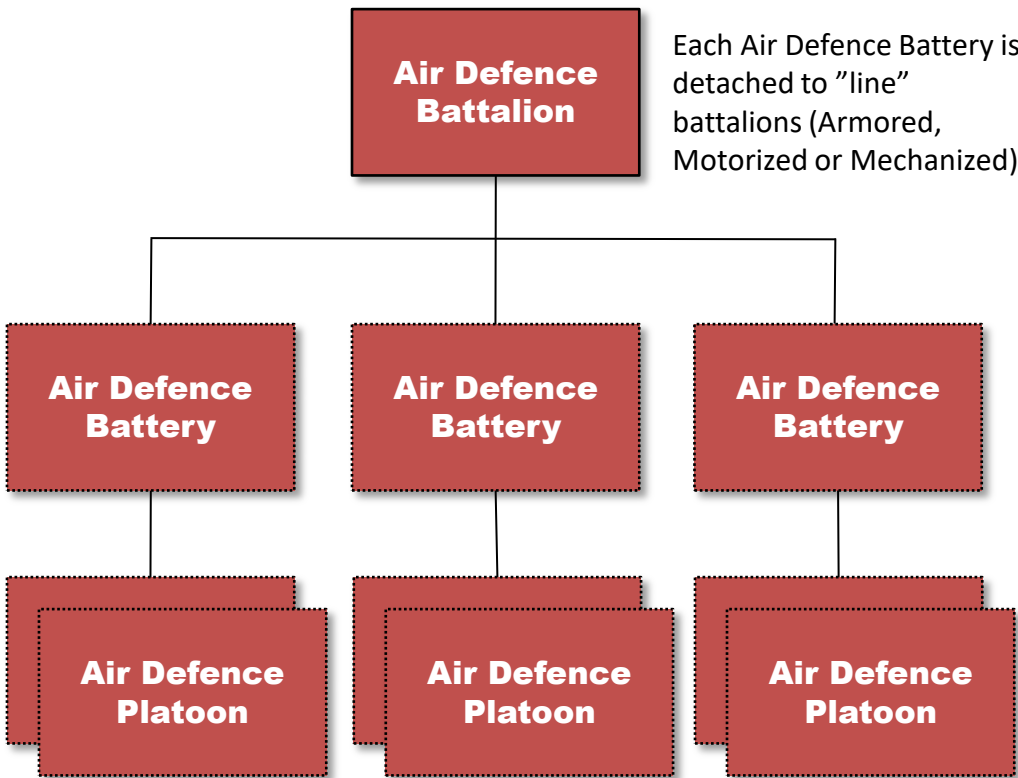 Air Defence
Battalion
Each Air Defence Battery is
detached to ”line”
battalions (Armored,
Motorized or Mechanized)
Air Defence
Battery
Air Defence
Battery
Air Defence
Battery
Air Defence
Platoon
Air Defence
Platoon
Air Defence
Platoon